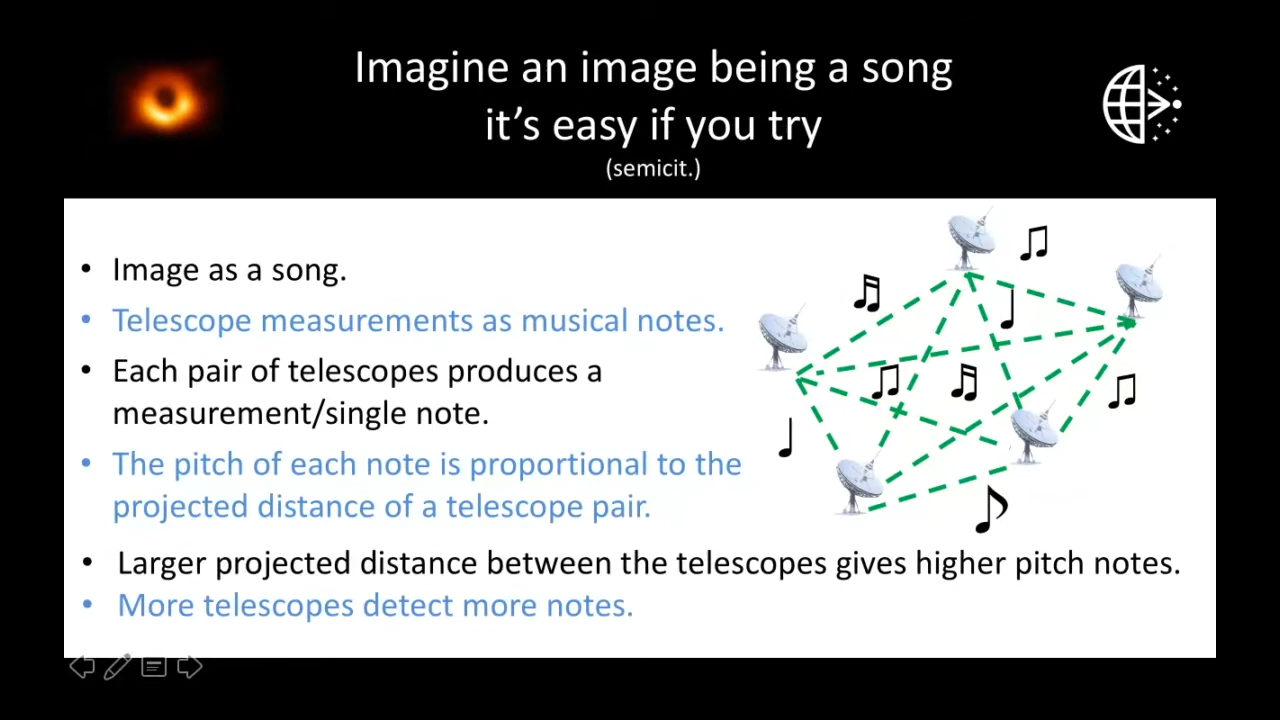 Imagine an image being a song
it’s easy if you try
(semicit.)
• Image as a song.
• Telescope measurements as musical notes.
• Each pair of telescopes produces a
measurement/single note.
• The pitch of each note is proportional to the
projected distance of a telescope pair.
• Larger projected distance between the telescopes gives higher pitch notes.
• More telescopes detect more notes.